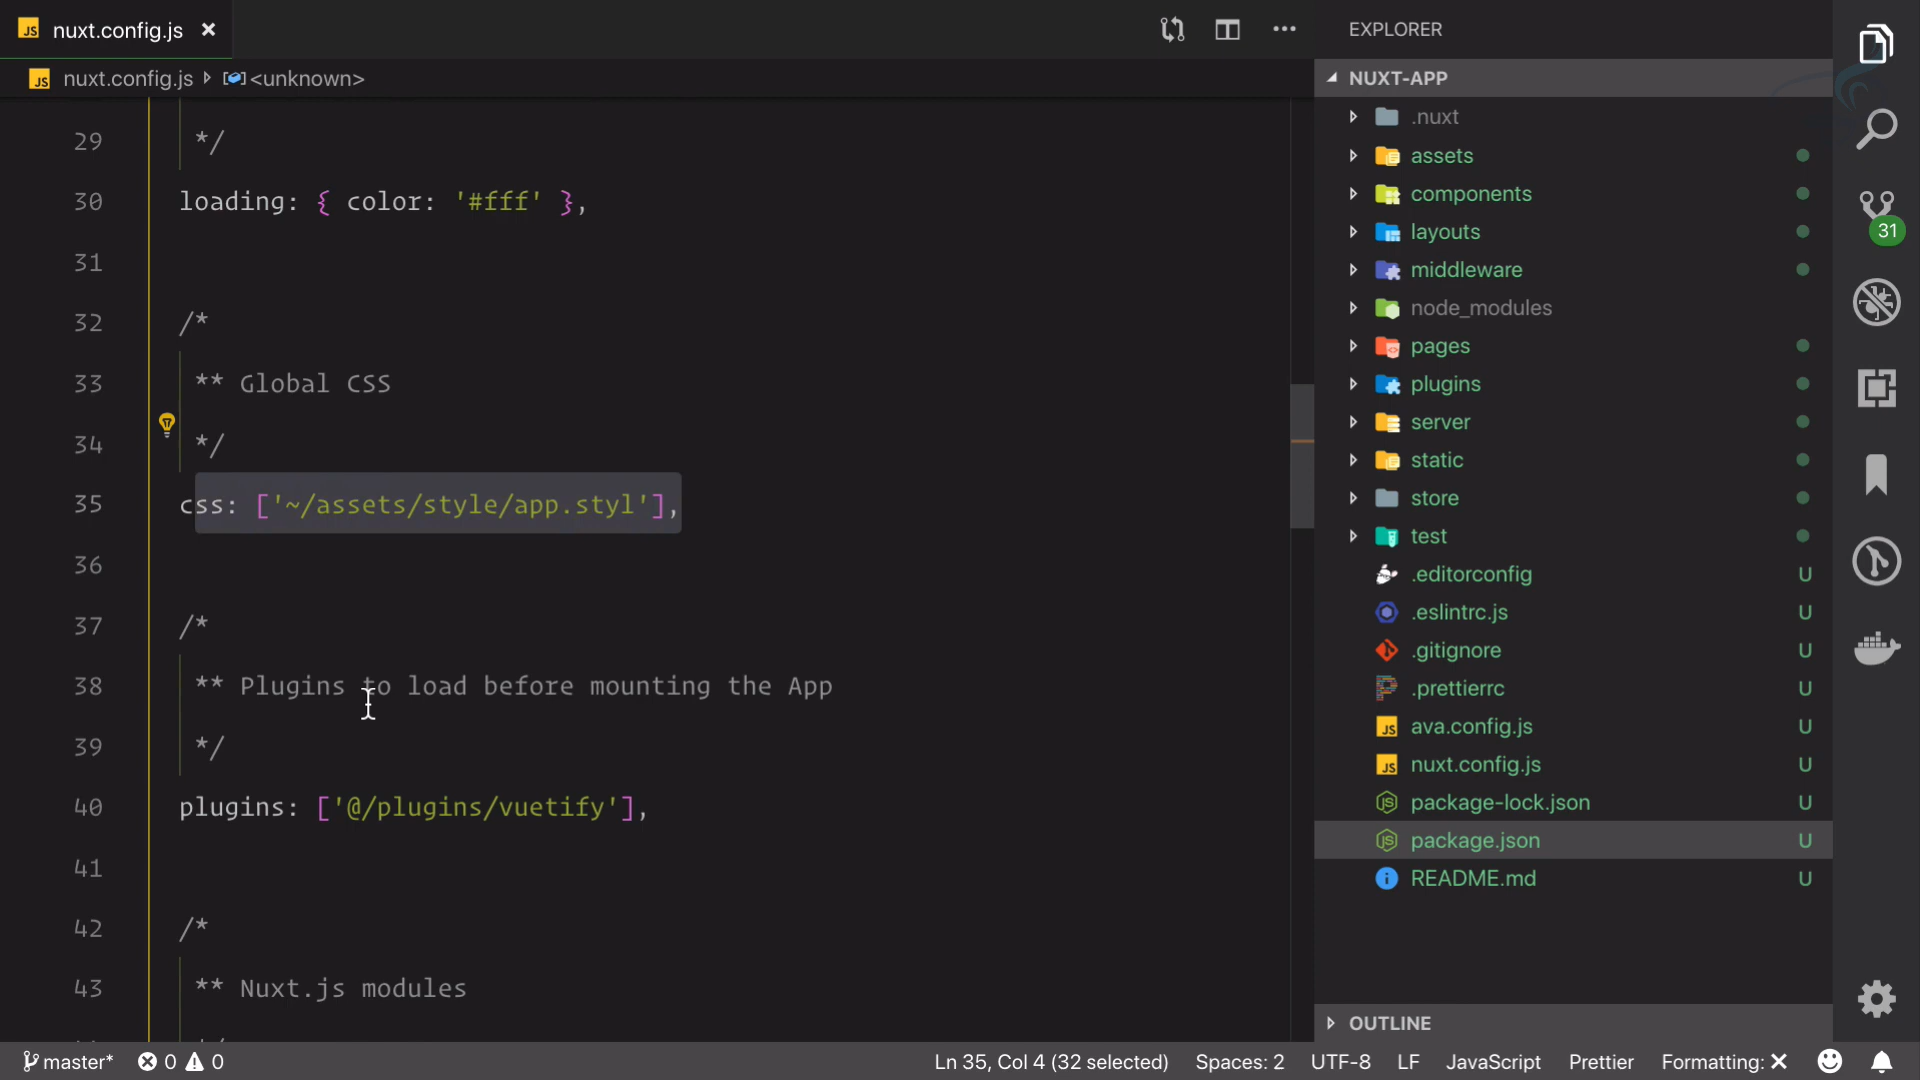 nuxt.config.js ×
nuxt.config.js <unknown>
29 */
30 loading: { color: '#fff' },
31
32 /*
33 ** Global CSS
34 */
35 css: ['~/assets/style/app.styl'],
36
37 /*
38 ** Plugins to load before mounting the App
39 */
40 plugins: ['@/plugins/vuetify'],
41
42 /*
43 ** Nuxt.js modules
EXPLORER
NUXT-APP
.nuxt
assets
components
layouts
middleware
node_modules
pages
plugins
server
static
store
test
.editorconfig U
.eslintrc.js U
.gitignore U
.prettierrc U
ava.config.js U
nuxt.config.js U
package-lock.json U
package.json U
README.md U
OUTLINE
31
master* 0 0 Ln 35, Col 4 (32 selected) Spaces: 2 UTF-8 LF JavaScript Prettier Formatting: ×